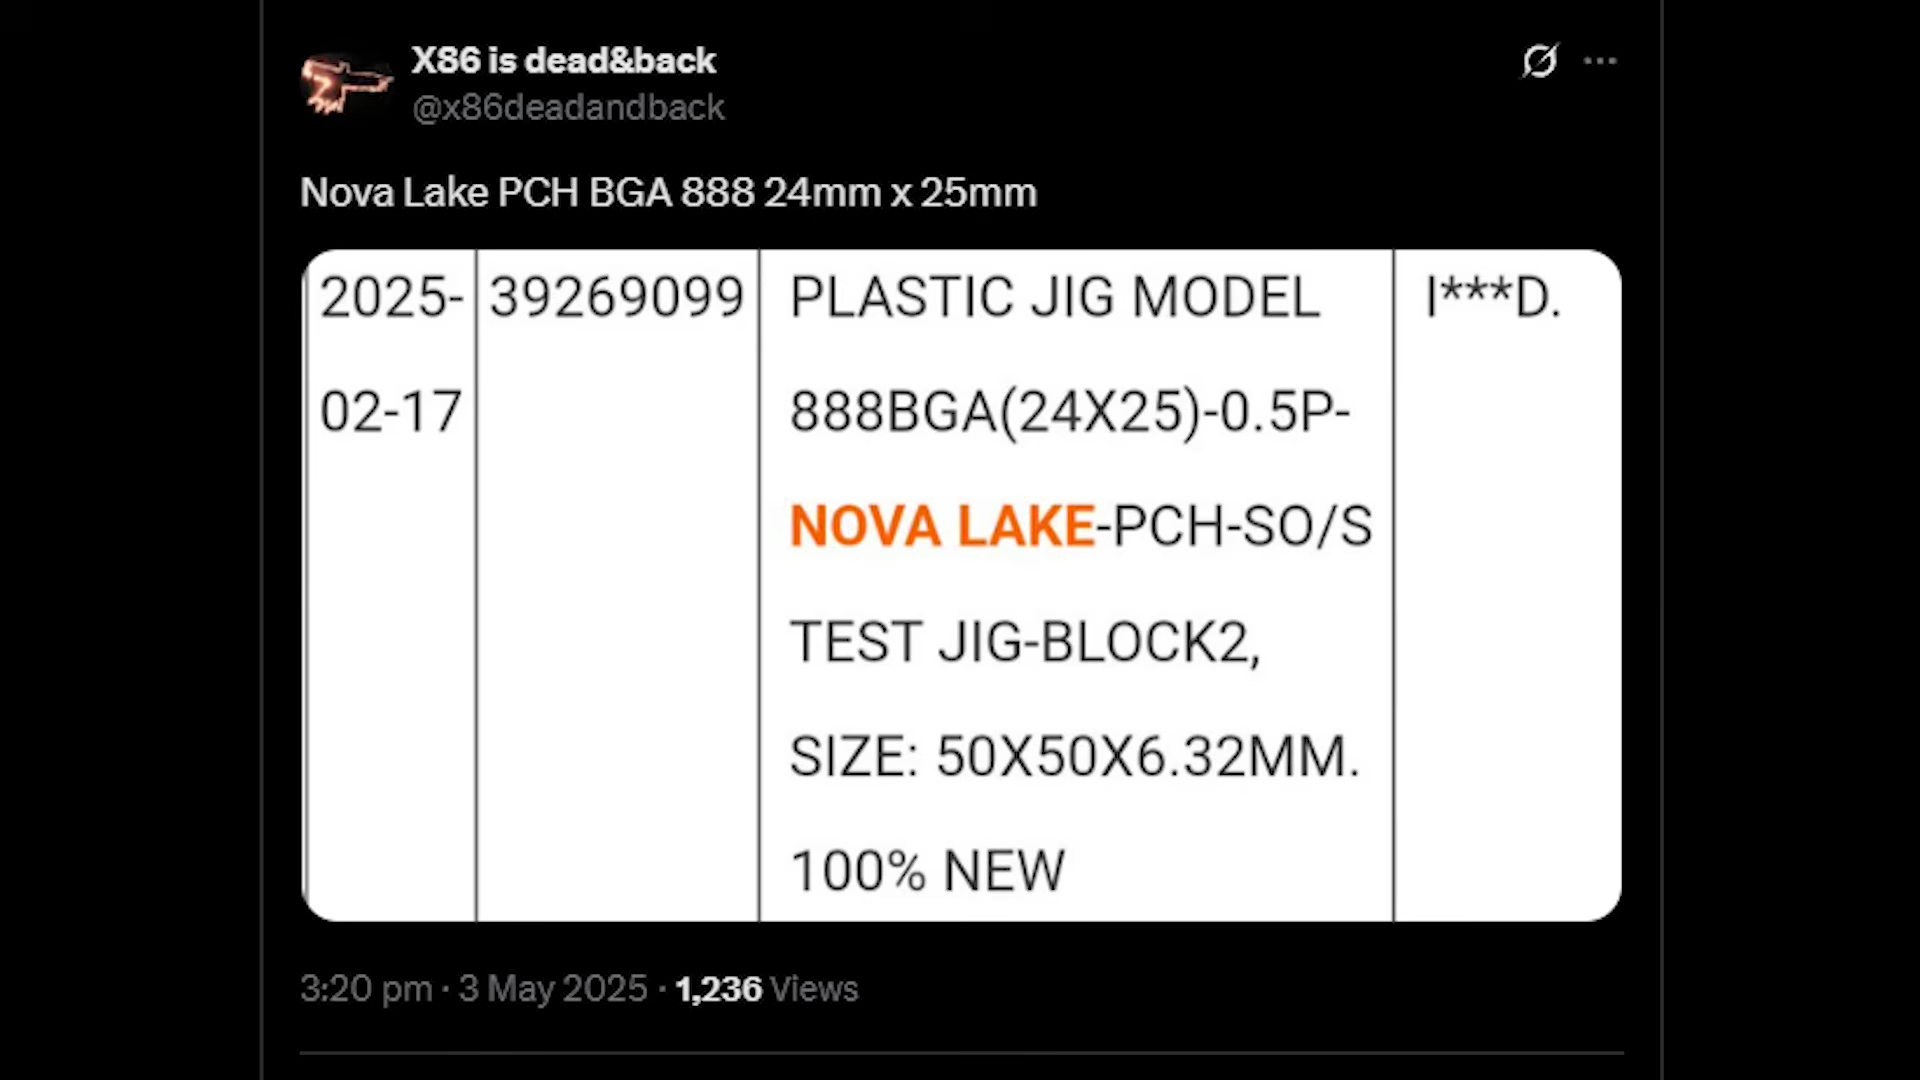 X86 is dead&back
@x86deadandback
Nova Lake PCH BGA 888 24mm x 25mm
2025-
02-17
39269099
PLASTIC JIG MODEL
888BGA(24X25)-0.5P-
NOVA LAKE-PCH-SO/S
TEST JIG-BLOCK2,
SIZE: 50X50X6.32MM.
100% NEW
I***D.
3:20 pm · 3 May 2025 · 1,236 Views